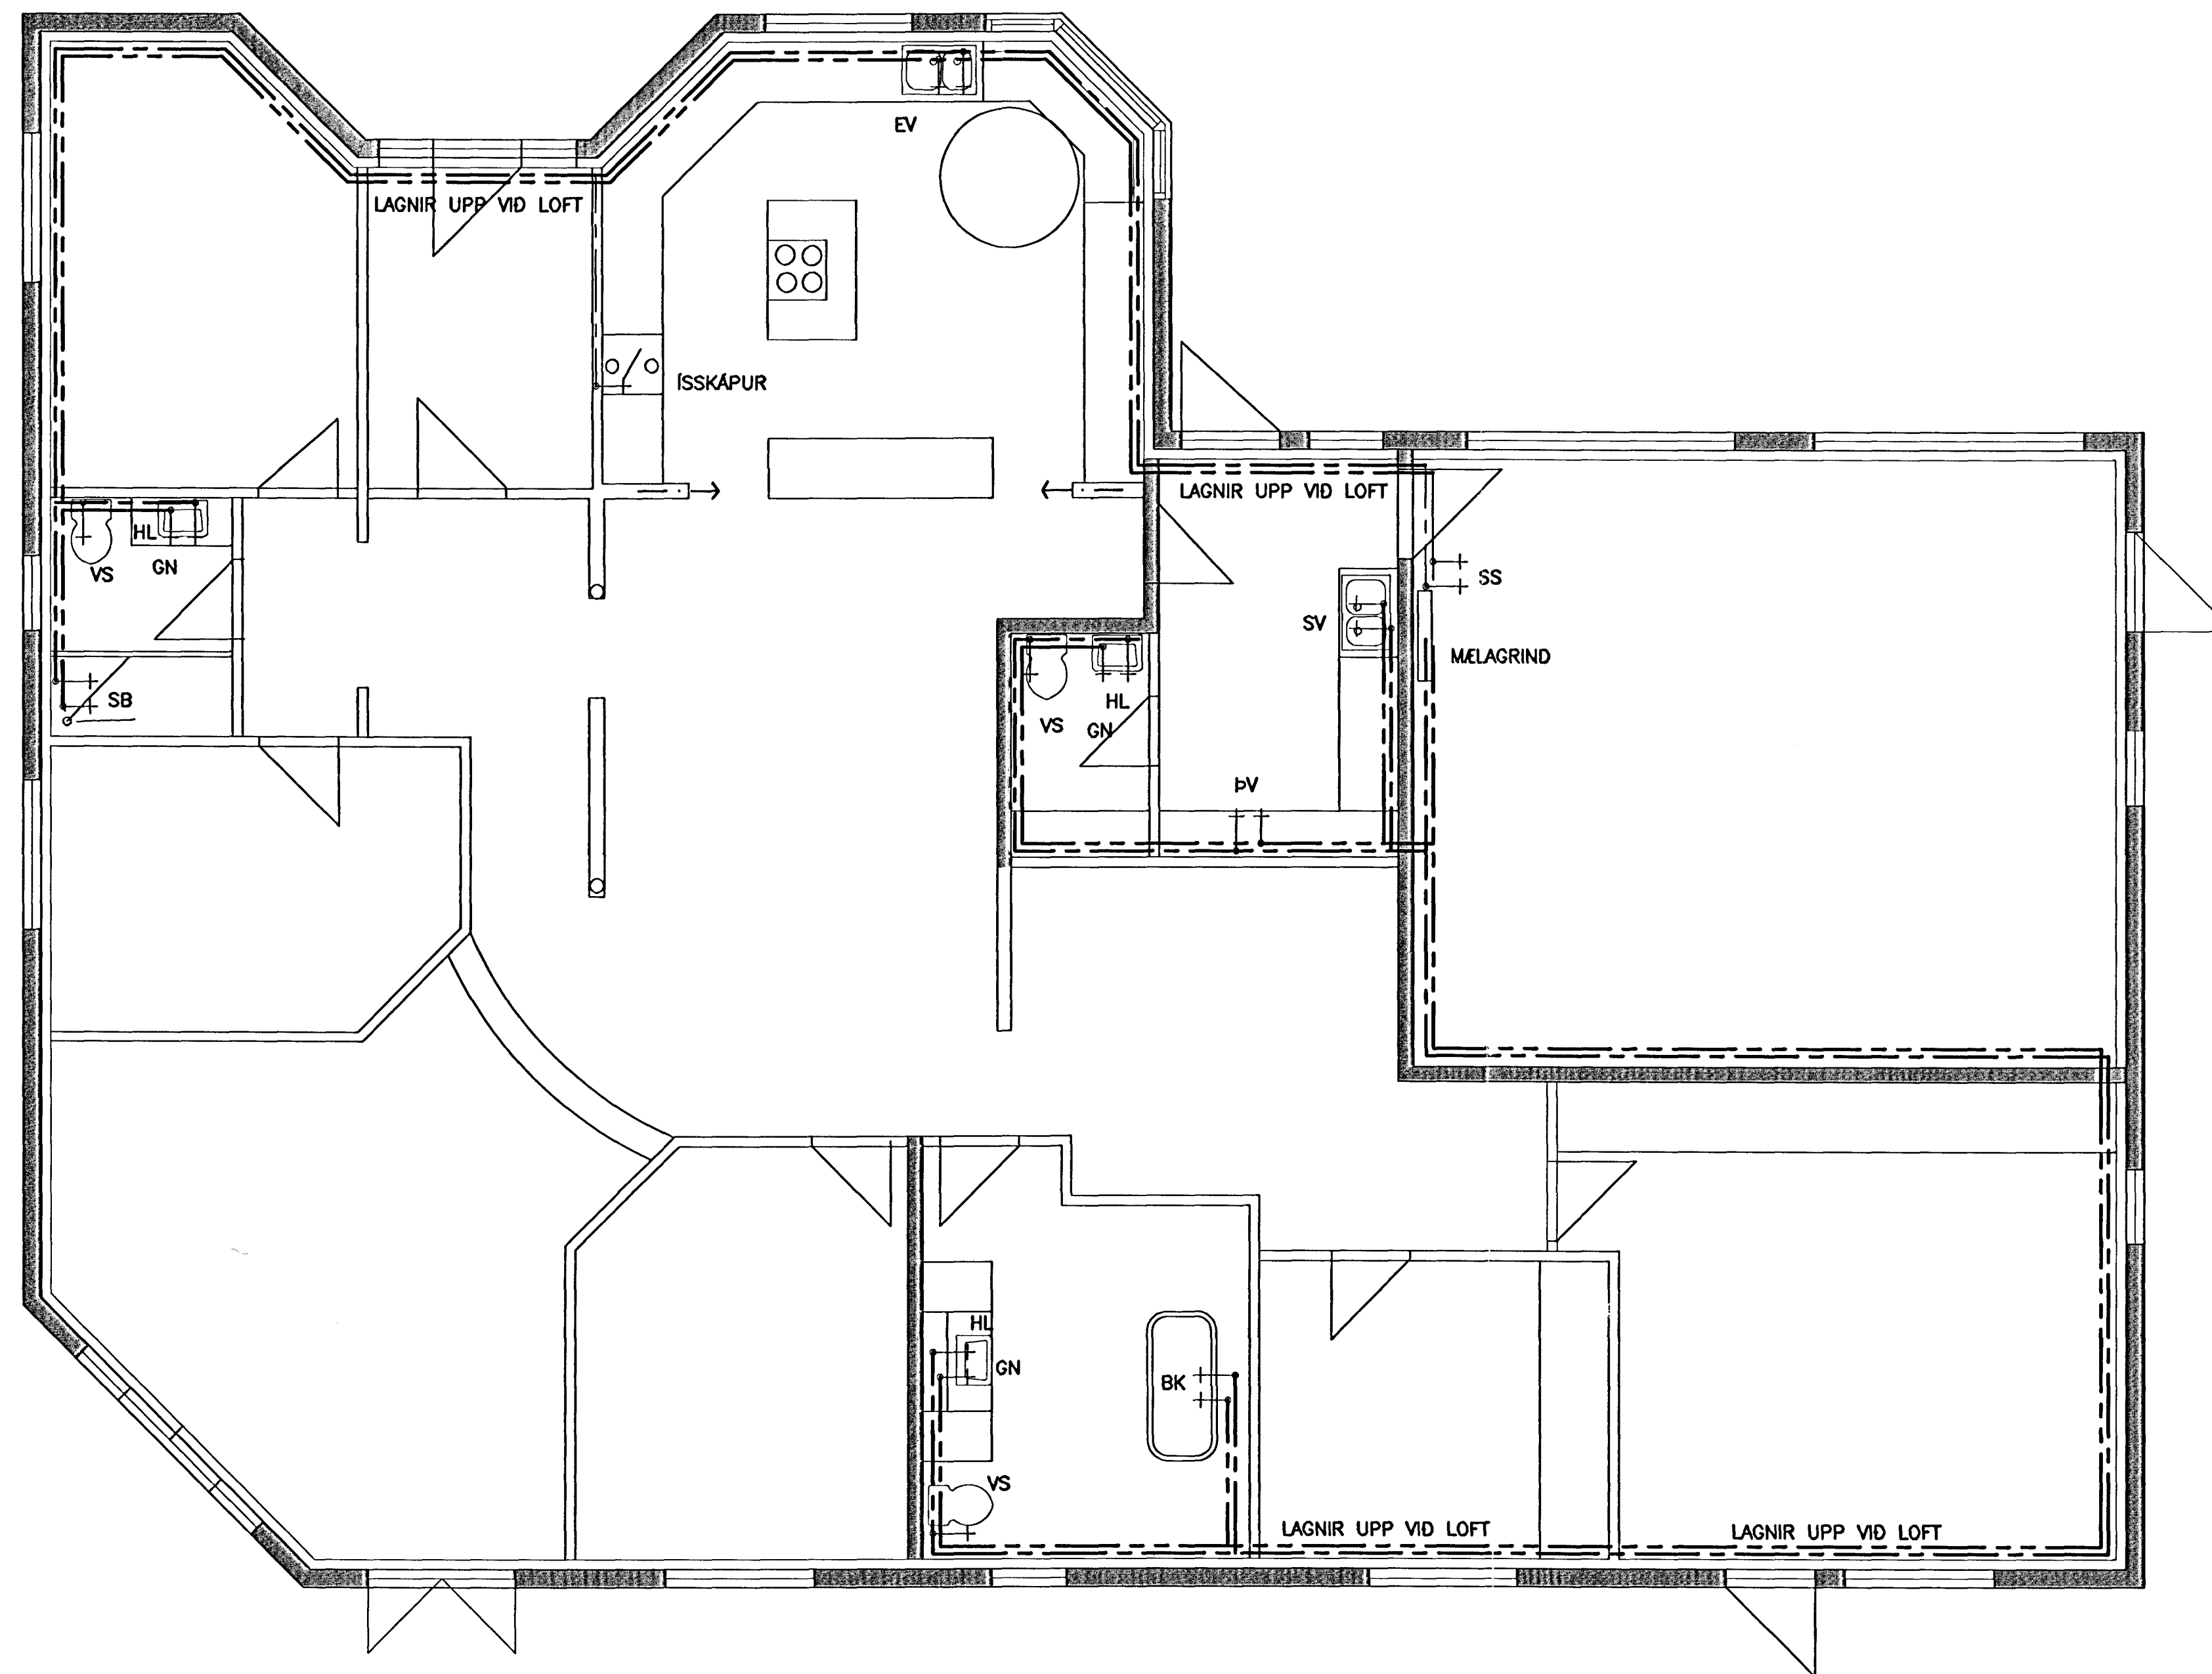 EV
LAGNIR UPP VIÐ LOFT
ÍSSKÁPUR
LAGNIR UPP VIÐ LOFT
HL
VS
GN
SS
SV
MÆLAGRIND
SB
HL
VS
GN
ÞV
HL
GN
BK
VS
LAGNIR UPP VIÐ LOFT
LAGNIR UPP VIÐ LOFT